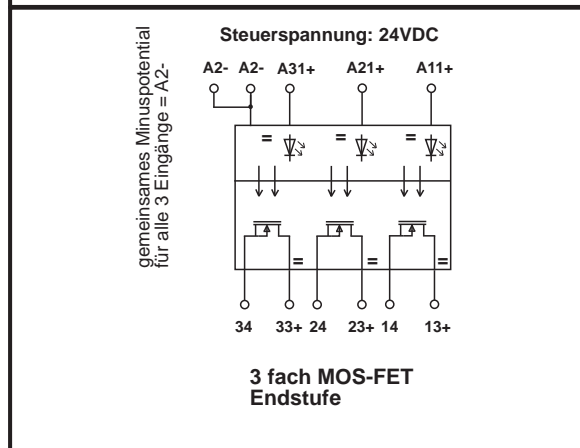 Steuerspannung: 24VDC
gemeinsames Minuspotential
für alle 3 Eingänge = A2-
A2- A2- A31+ A21+ A11+
= = =
= = =
34 33+ 24 23+ 14 13+
3 fach MOS-FET
Endstufe